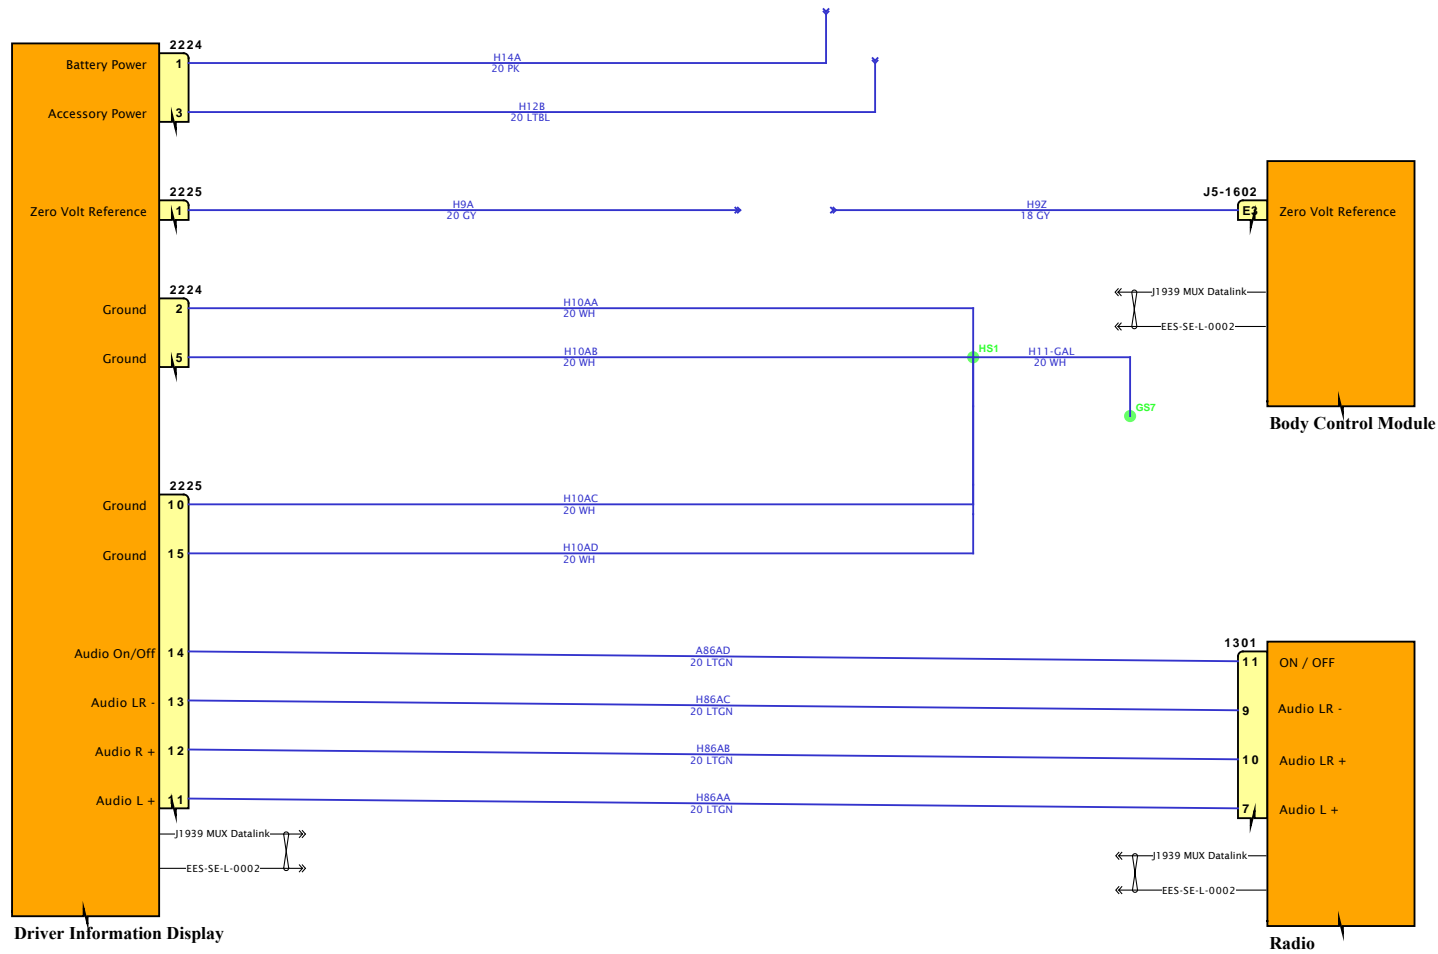 2224
Battery Power
1
H14A
20 PK
Accessory Power
3
H12B
20 LTBL
2225
Zero Volt Reference
1
H9A
20 GY
H9Z
18 GY
J5-1602
E3
Zero Volt Reference
J1939 MUX Datalink
EES-SE-L-0002
Body Control Module
2224
Ground
2
H10AA
20 WH
Ground
5
H10AB
20 WH
HS1
H11-GAL
20 WH
GS7
2225
Ground
10
H10AC
20 WH
Ground
15
H10AD
20 WH
Audio On/Off
14
A86AD
20 LTGN
1301
11
ON / OFF
Audio LR -
13
H86AC
20 LTGN
9
Audio LR -
Audio R +
12
H86AB
20 LTGN
10
Audio LR +
Audio L +
11
H86AA
20 LTGN
7
Audio L +
J1939 MUX Datalink
EES-SE-L-0002
Driver Information Display
J1939 MUX Datalink
EES-SE-L-0002
Radio